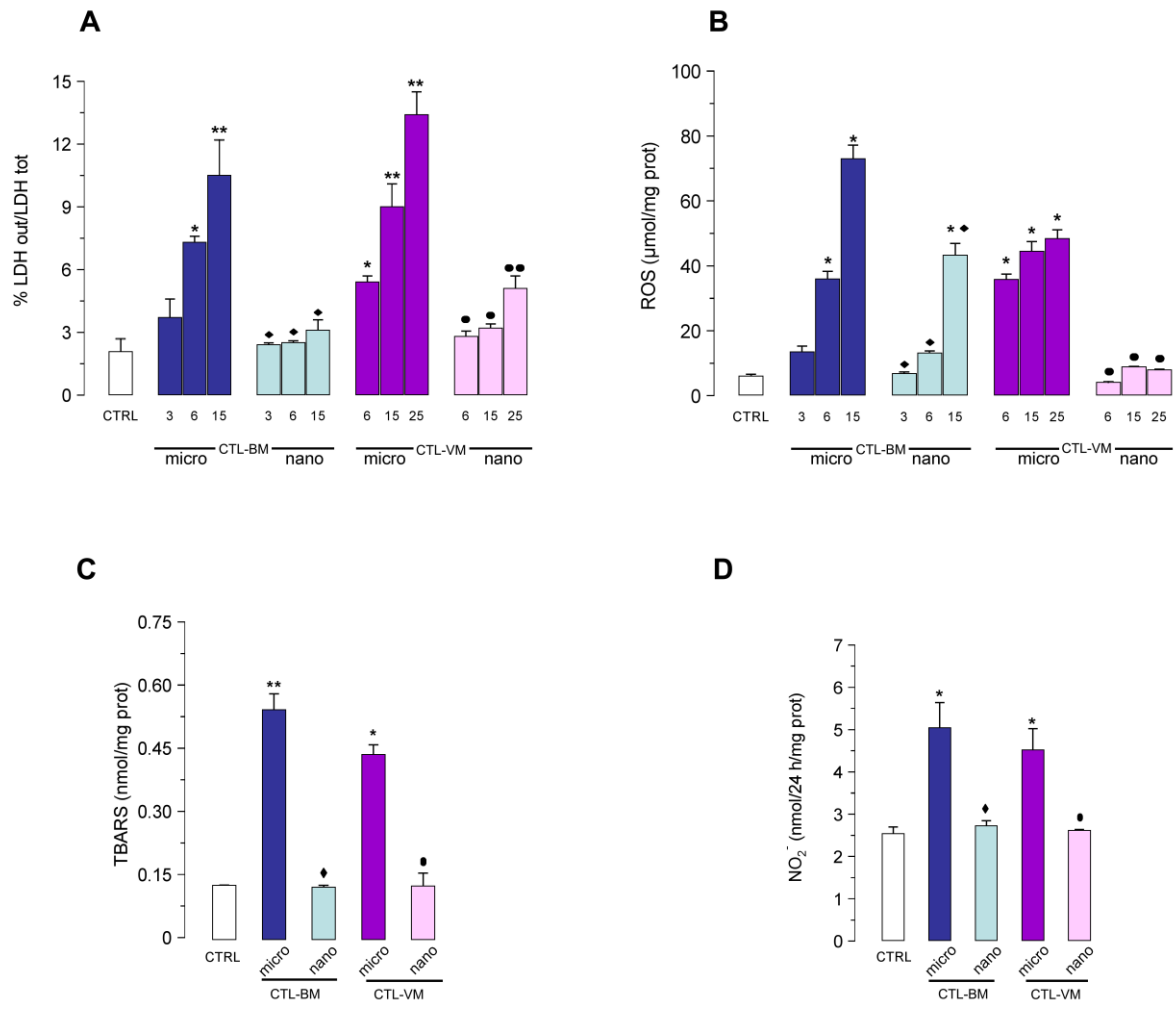 A
% LDH out/LDH tot
15
12
9
6
3
0
**
*
**
**
*
**
CTRL
3 6 15 3 6 15 6 15 25 6 15 25
CTL-BM CTL-VM
micro nano micro nano
B
ROS (µmol/mg prot)
100
80
60
40
20
0
*
*
*
*
*
*
CTRL
3 6 15 3 6 15 6 15 25 6 15 25
CTL-BM CTL-VM
micro nano micro nano
C
TBARS (nmol/mg prot)
0.75
0.60
0.45
0.30
0.15
0
**
*
CTRL
micro nano micro nano
CTL-BM CTL-VM
D
NO₂⁻ (nmol/24 h/mg prot)
7
6
5
4
3
2
1
0
*
*
CTRL
micro nano micro nano
CTL-BM CTL-VM